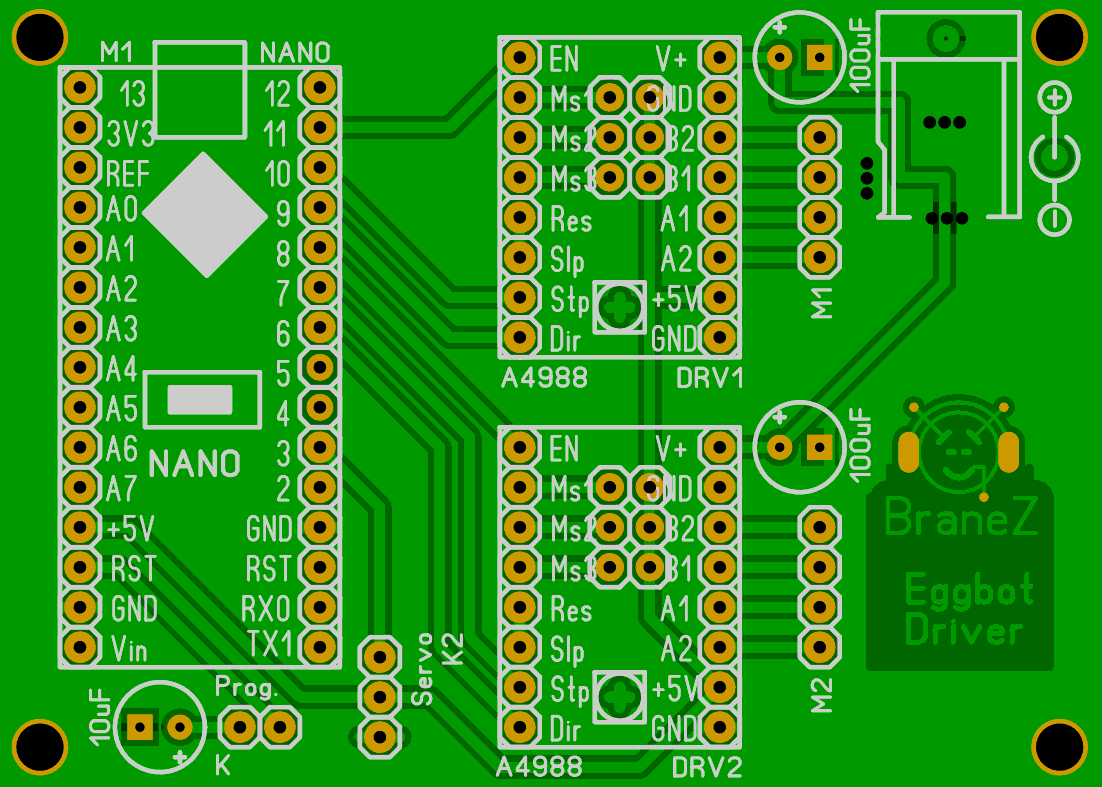 M1 NANO
13 12
3V3 11
REF 10
A0 9
A1 8
A2 7
A3 6
A4 5
A5 4
A6 3
A7 2
+5V GND
RST RST
GND RX0
Vin TX1
NANO
10uF
+
Prog.
K
Servo
K2
EN V+
Ms1 GND
Ms2 B2
Ms3 B1
Res A1
Slp A2
Stp +5V
Dir GND
A4988 DRV1
+
100uF
M1
+
-
EN V+
Ms1 GND
Ms2 B2
Ms3 B1
Res A1
Slp A2
Stp +5V
Dir GND
A4988 DRV2
+
100uF
M2
BraneZ
Eggbot
Driver